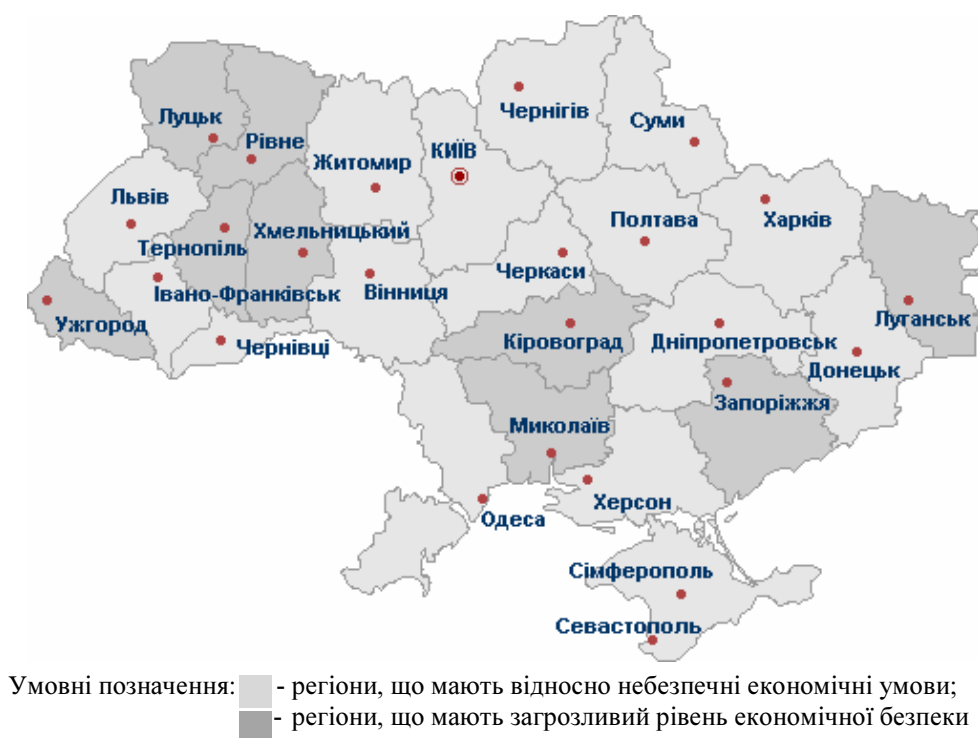 Чернігів
Суми
Луцьк
Рівне
Житомир
КИЇВ
Львів
Тернопіль
Хмельницький
Полтава
Харків
Черкаси
Івано-Франківськ
Вінниця
Ужгород
Чернівці
Кіровоград
Дніпропетровськ
Луганськ
Донецьк
Запоріжжя
Миколаїв
Херсон
Одеса
Сімферополь
Севастополь
Умовні позначення: - регіони, що мають відносно небезпечні економічні умови;
- регіони, що мають загрозливий рівень економічної безпеки